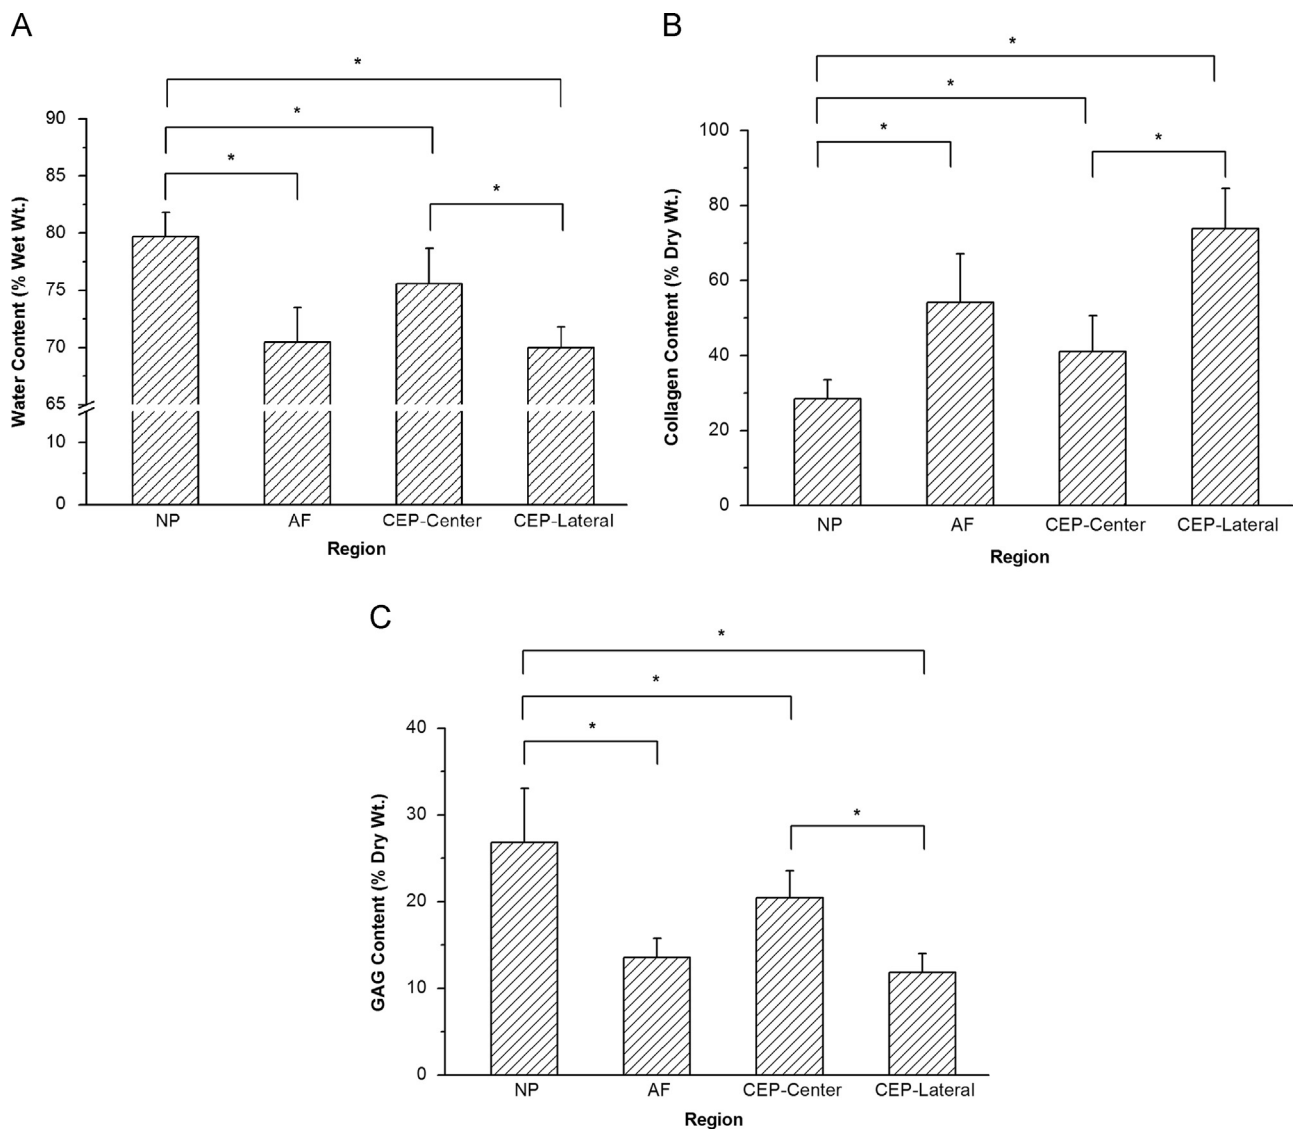 A
*
*
*
*
Water Content (% Wet Wt.)
90
85
80
75
70
65
10
0
NP AF CEP-Center CEP-Lateral
Region
B
*
*
*
*
Collagen Content (% Dry Wt.)
100
80
60
40
20
0
NP AF CEP-Center CEP-Lateral
Region
C
*
*
*
*
GAG Content (% Dry Wt.)
40
30
20
10
0
NP AF CEP-Center CEP-Lateral
Region